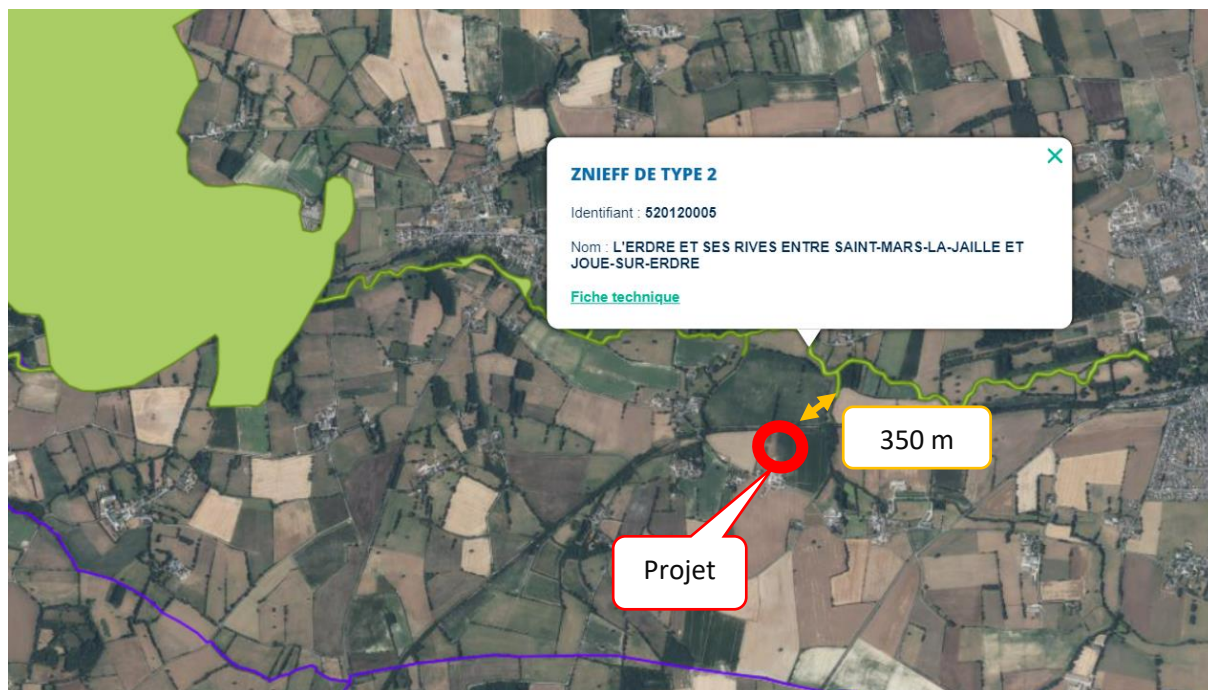 ZNIEFF DE TYPE 2
Identifiant : 520120005
Nom : L'ERDRE ET SES RIVES ENTRE SAINT-MARS-LA-JAILLE ET
JOUE-SUR-ERDRE
Fiche technique
350 m
Projet